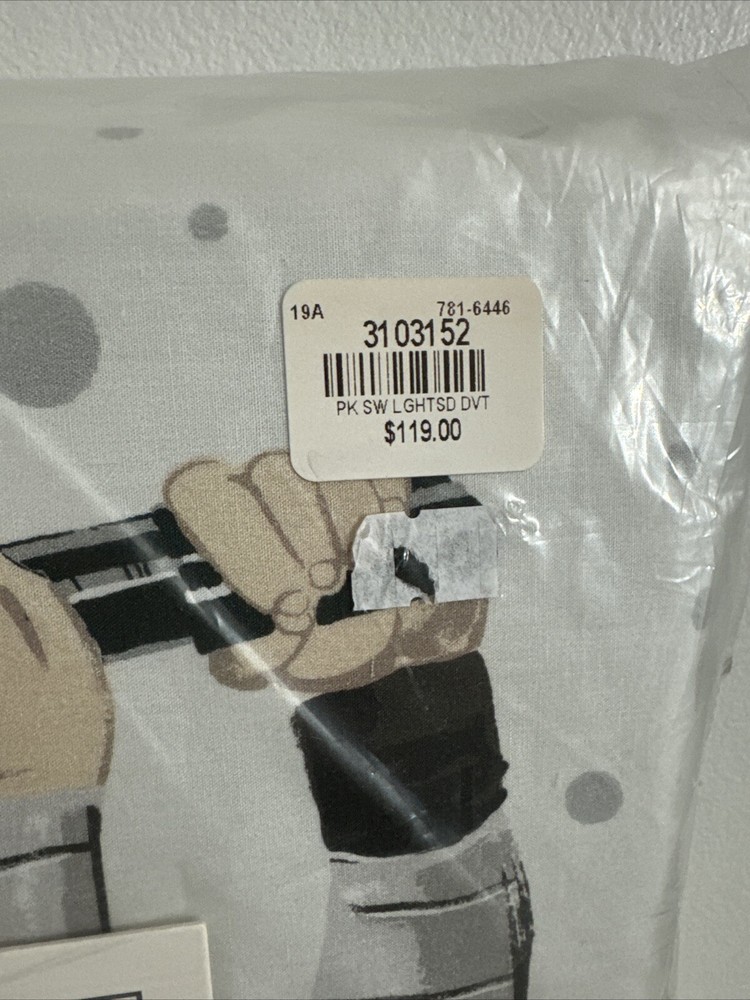 19A 781-6446
3103152
PK SW LGHTSD DVT
$119.00